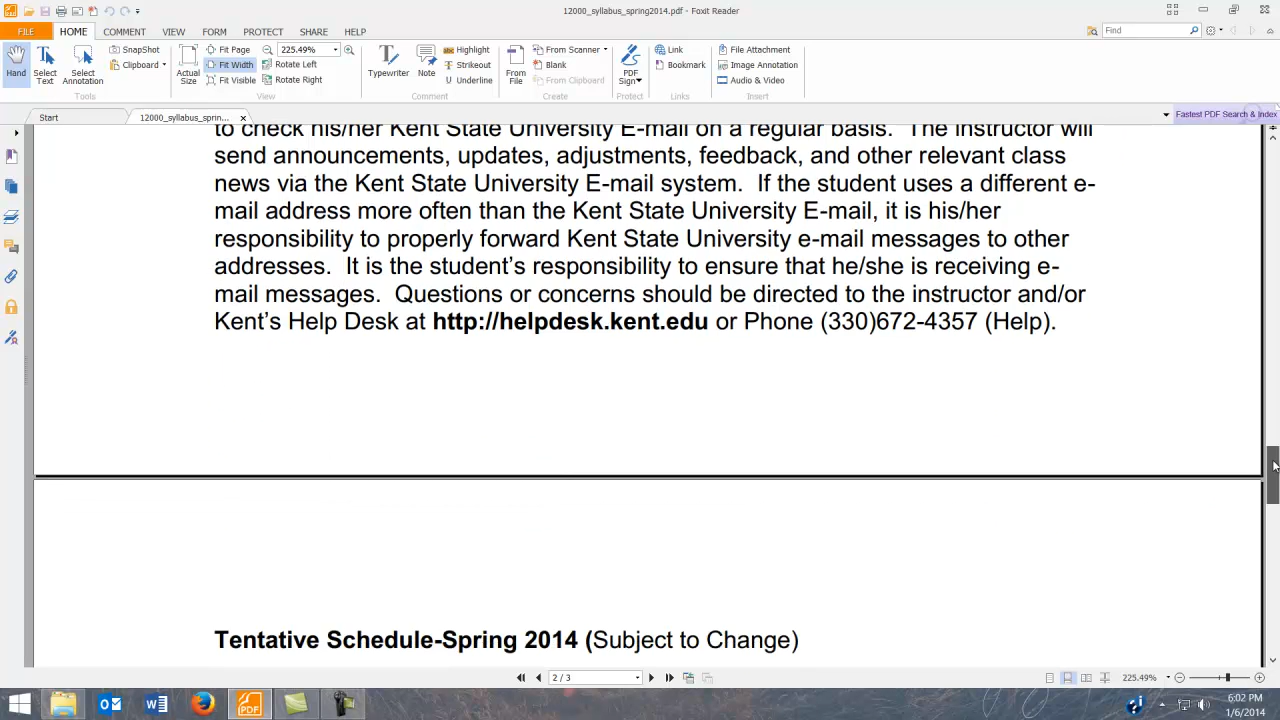 12000_syllabus_spring2014.pdf - Foxit Reader
FILE HOME COMMENT VIEW FORM PROTECT SHARE HELP
Find
Hand
Select Text
Select Annotation
SnapShot
Clipboard
Tools
Actual Size
Fit Page
Fit Width
Fit Visible
225.49%
Rotate Left
Rotate Right
View
Typewriter
Note
Highlight
Strikeout
Underline
Comment
From File
From Scanner
Blank
From Clipboard
Create
PDF Sign
Protect
Link
Bookmark
Links
File Attachment
Image Annotation
Audio & Video
Insert
Start
12000_syllabus_sprin...
Fastest PDF Search & Index
to check his/her Kent State University E-mail on a regular basis. The instructor will
send announcements, updates, adjustments, feedback, and other relevant class
news via the Kent State University E-mail system. If the student uses a different e-
mail address more often than the Kent State University E-mail, it is his/her
responsibility to properly forward Kent State University e-mail messages to other
addresses. It is the student's responsibility to ensure that he/she is receiving e-
mail messages. Questions or concerns should be directed to the instructor and/or
Kent's Help Desk at http://helpdesk.kent.edu or Phone (330)672-4357 (Help).
Tentative Schedule-Spring 2014 (Subject to Change)
2 / 3
225.49%
PDF
6:02 PM
1/6/2014